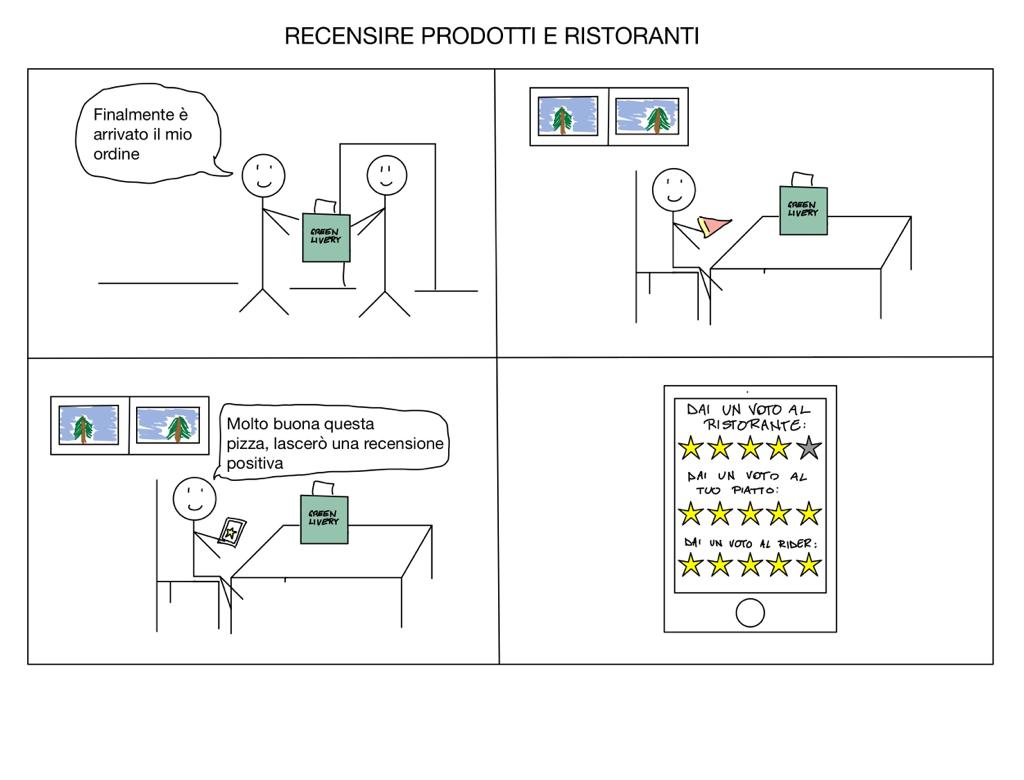 RECENSIRE PRODOTTI E RISTORANTI
Finalmente è
arrivato il mio
ordine
GREEN
LIVERY
GREEN
LIVERY
Molto buona questa
pizza, lascerò una recensione
positiva
GREEN
LIVERY
DAI UN VOTO AL
RISTORANTE:
DAI UN VOTO AL
TUO PIATTO:
DAI UN VOTO AL RIDER: